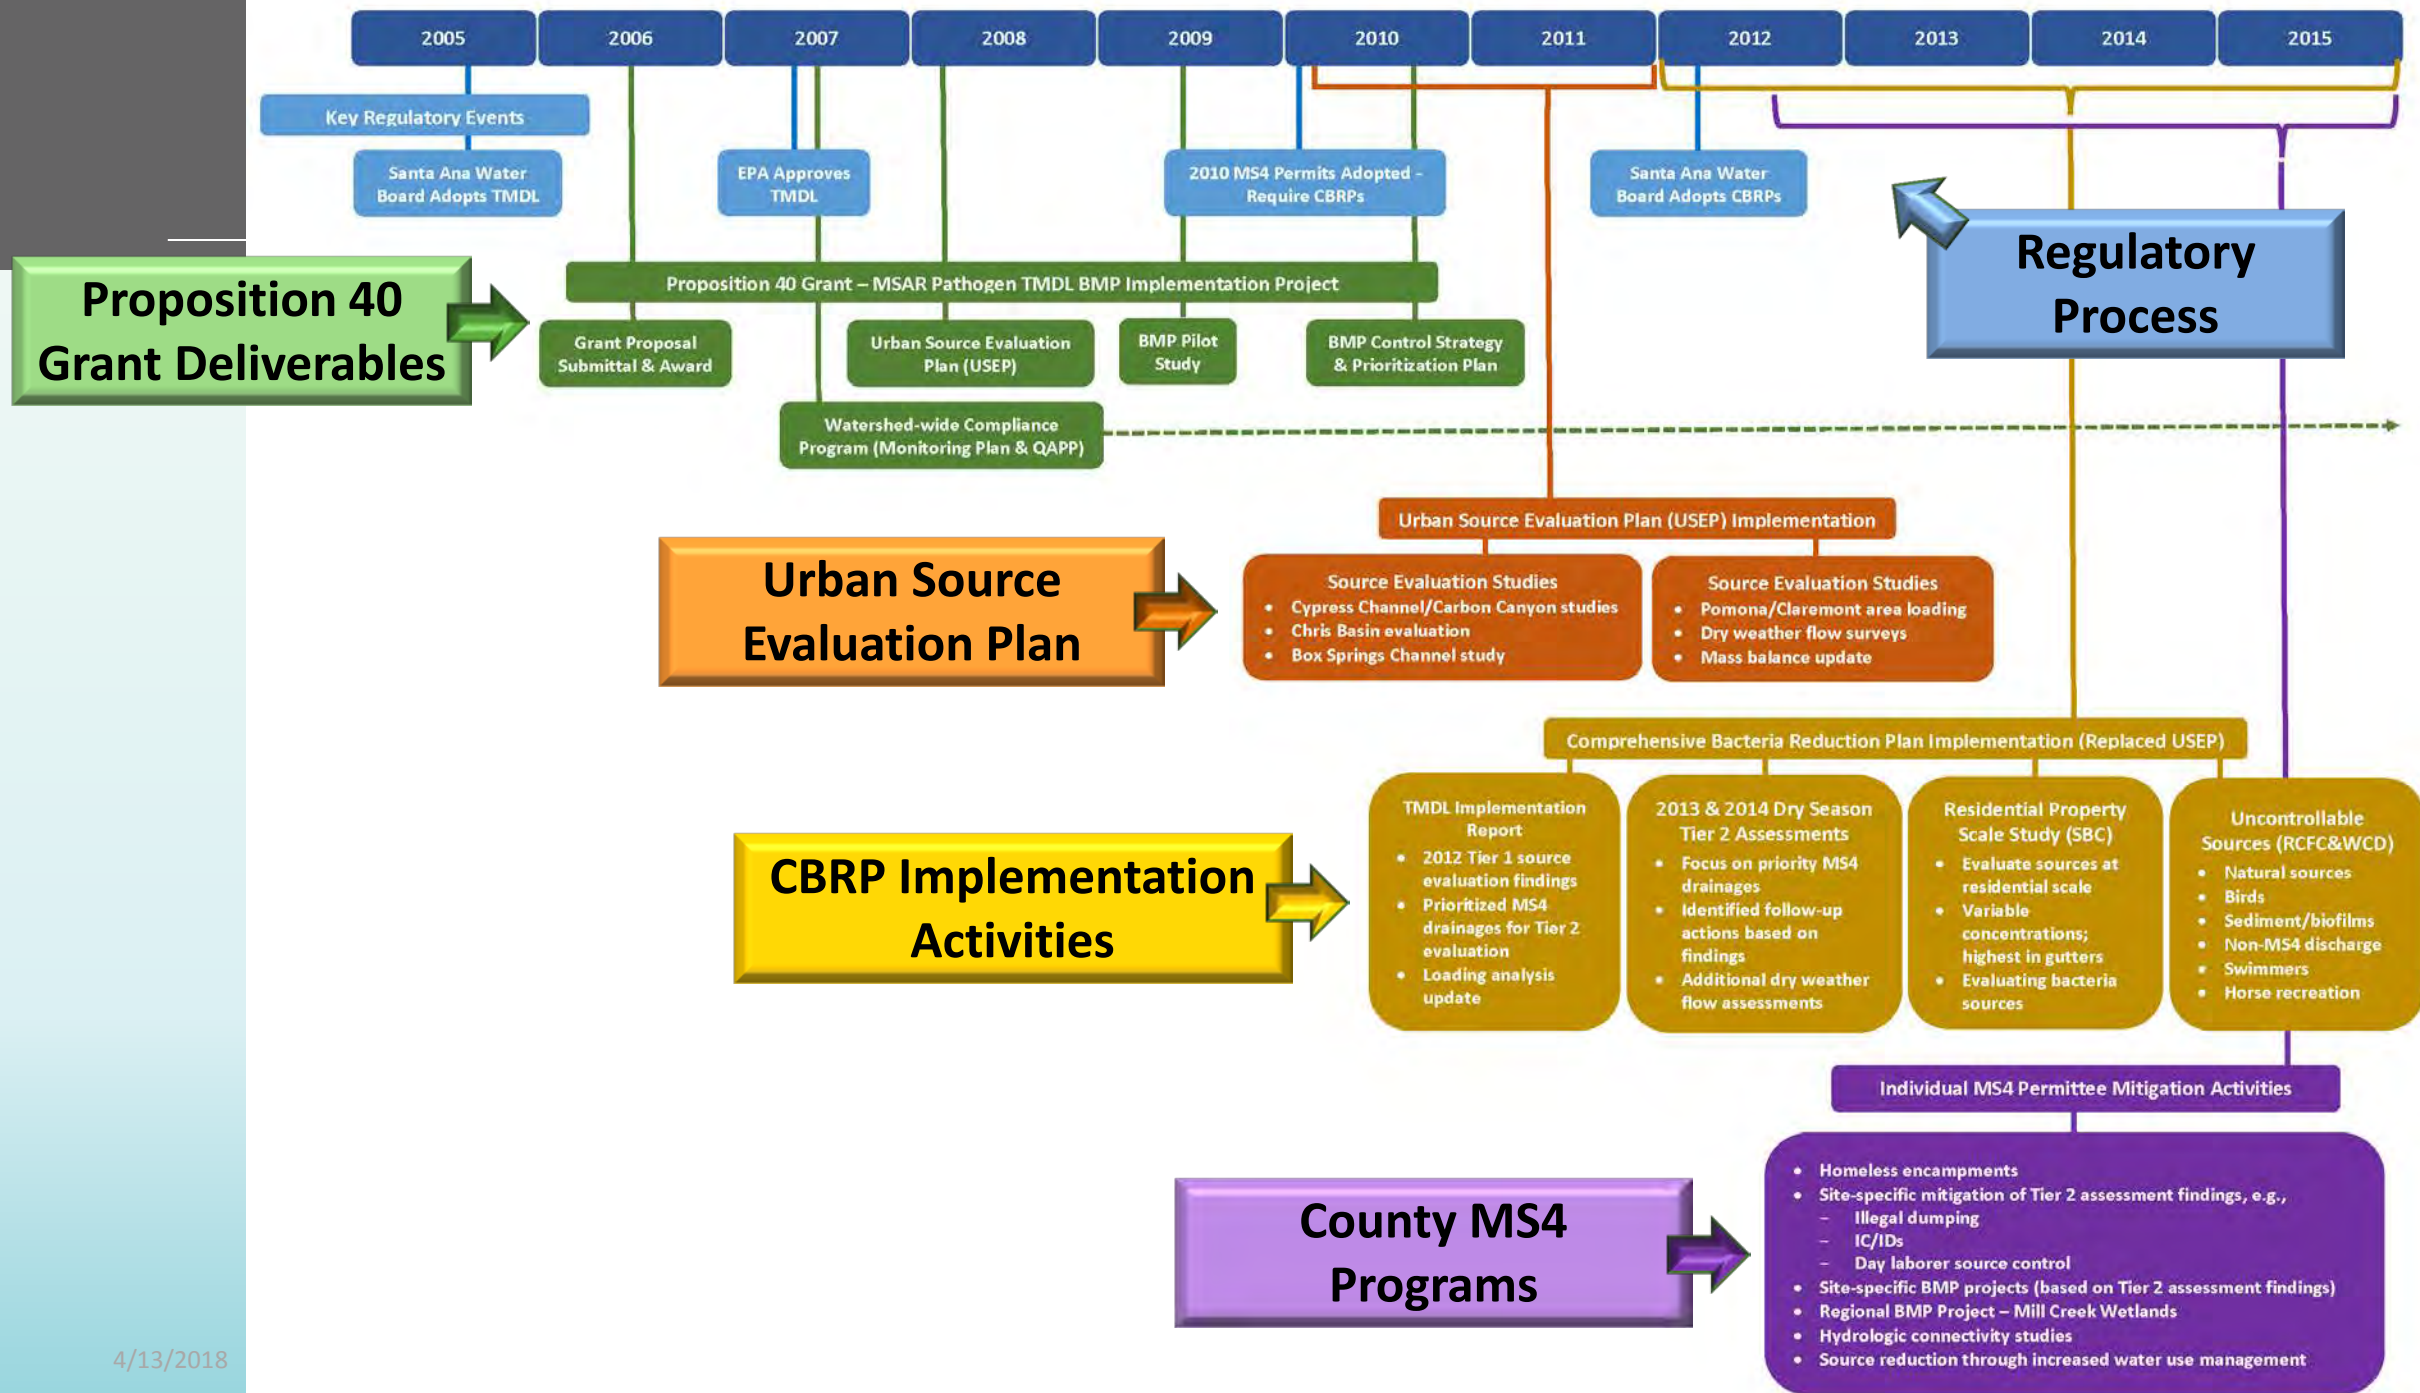 2005
2006
2007
2008
2009
2010
2011
2012
2013
2014
2015
Key Regulatory Events
Santa Ana Water
Board Adopts TMDL
EPA Approves
TMDL
2010 MS4 Permits Adopted -
Require CBRPs
Santa Ana Water
Board Adopts CBRPs
Regulatory
Process
Proposition 40
Grant Deliverables
Proposition 40 Grant – MSAR Pathogen TMDL BMP Implementation Project
Grant Proposal
Submittal & Award
Urban Source Evaluation
Plan (USEP)
BMP Pilot
Study
BMP Control Strategy
& Prioritization Plan
Watershed-wide Compliance
Program (Monitoring Plan & QAPP)
Urban Source
Evaluation Plan
Urban Source Evaluation Plan (USEP) Implementation
Source Evaluation Studies
• Cypress Channel/Carbon Canyon studies
• Chris Basin evaluation
• Box Springs Channel study
Source Evaluation Studies
• Pomona/Claremont area loading
• Dry weather flow surveys
• Mass balance update
CBRP Implementation
Activities
Comprehensive Bacteria Reduction Plan Implementation (Replaced USEP)
TMDL Implementation
Report
• 2012 Tier 1 source
evaluation findings
• Prioritized MS4
drainages for Tier 2
evaluation
• Loading analysis
update
2013 & 2014 Dry Season
Tier 2 Assessments
• Focus on priority MS4
drainages
• Identified follow-up
actions based on
findings
• Additional dry weather
flow assessments
Residential Property
Scale Study (SBC)
• Evaluate sources at
residential scale
• Variable
concentrations;
highest in gutters
• Evaluating bacteria
sources
Uncontrollable
Sources (RCFC&WCD)
• Natural sources
• Birds
• Sediment/biofilms
• Non-MS4 discharge
• Swimmers
• Horse recreation
County MS4
Programs
Individual MS4 Permittee Mitigation Activities
• Homeless encampments
• Site-specific mitigation of Tier 2 assessment findings, e.g.,
– Illegal dumping
– IC/IDs
– Day laborer source control
• Site-specific BMP projects (based on Tier 2 assessment findings)
• Regional BMP Project – Mill Creek Wetlands
• Hydrologic connectivity studies
• Source reduction through increased water use management
4/13/2018